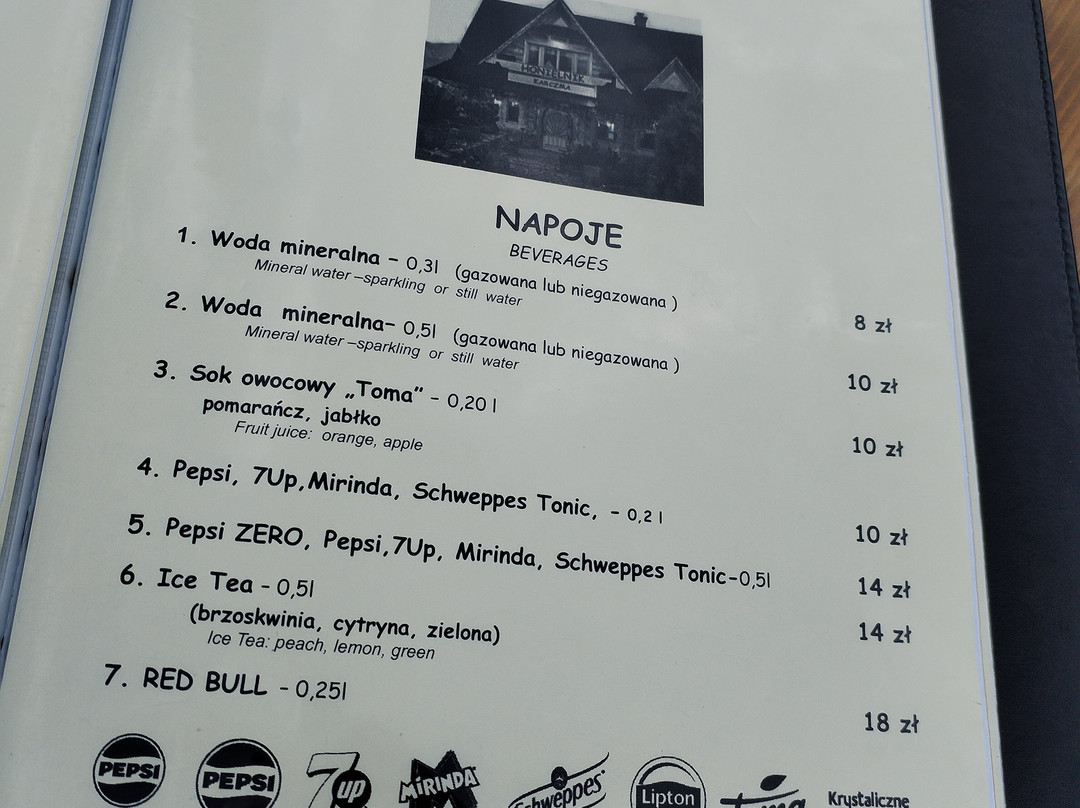 HONIELNIK
KARCZMA
NAPOJE
BEVERAGES
1. Woda mineralna - 0,3l (gazowana lub niegazowana )
Mineral water –sparkling or still water
8 zł
2. Woda mineralna- 0,5l (gazowana lub niegazowana )
Mineral water –sparkling or still water
10 zł
3. Sok owocowy „Toma” - 0,20 l
pomarańcz, jabłko
Fruit juice: orange, apple
10 zł
4. Pepsi, 7Up,Mirinda, Schweppes Tonic, - 0,2 l
10 zł
5. Pepsi ZERO, Pepsi,7Up, Mirinda, Schweppes Tonic-0,5l
14 zł
6. Ice Tea - 0,5l
(brzoskwinia, cytryna, zielona)
Ice Tea: peach, lemon, green
14 zł
7. RED BULL - 0,25l
18 zł
PEPSI PEPSI 7up MiRiNDA Schweppes Lipton Toma Krystaliczne